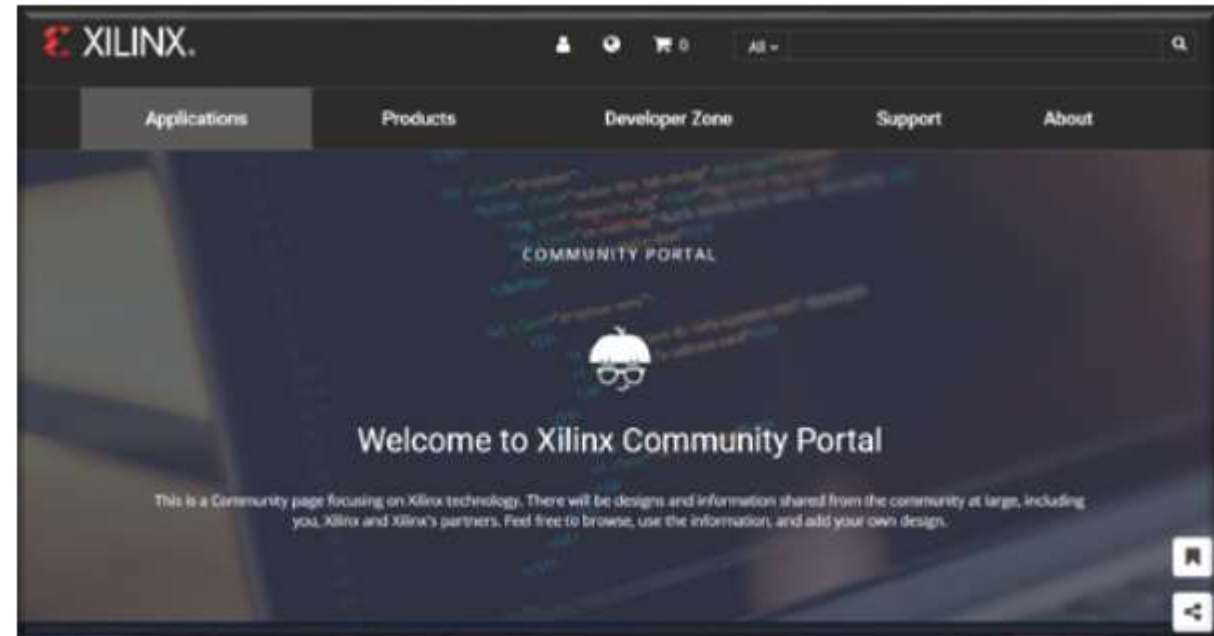 XILINX.
0 All
Applications Products Developer Zone Support About
COMMUNITY PORTAL
Welcome to Xilinx Community Portal
This is a Community page focusing on Xilinx technology. There will be designs and information shared from the community at large, including
you, Xilinx and Xilinx's partners. Feel free to browse, use the information, and add your own design.